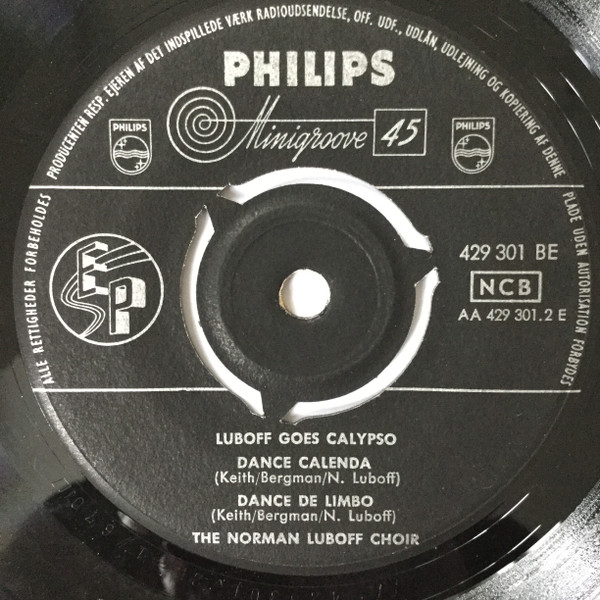 ALLE RETTIGHEDER FORBEHOLDES PRODUCENTEN RESP. EJEREN AF DET INDSPILLEDE VÆRK RADIOUDSENDELSE, OFF. UDF., UDLÅN, UDLEJNING OG KOPIERING AF DENNE PLADE UDEN AUTORISATION FORBYDES
PHILIPS
Minigroove 45
PHILIPS
PHILIPS
EP
429 301 BE
NCB
AA 429 301.2 E
LUBOFF GOES CALYPSO
DANCE CALENDA
(Keith/Bergman/N. Luboff)
DANCE DE LIMBO
(Keith/Bergman/N. Luboff)
THE NORMAN LUBOFF CHOIR